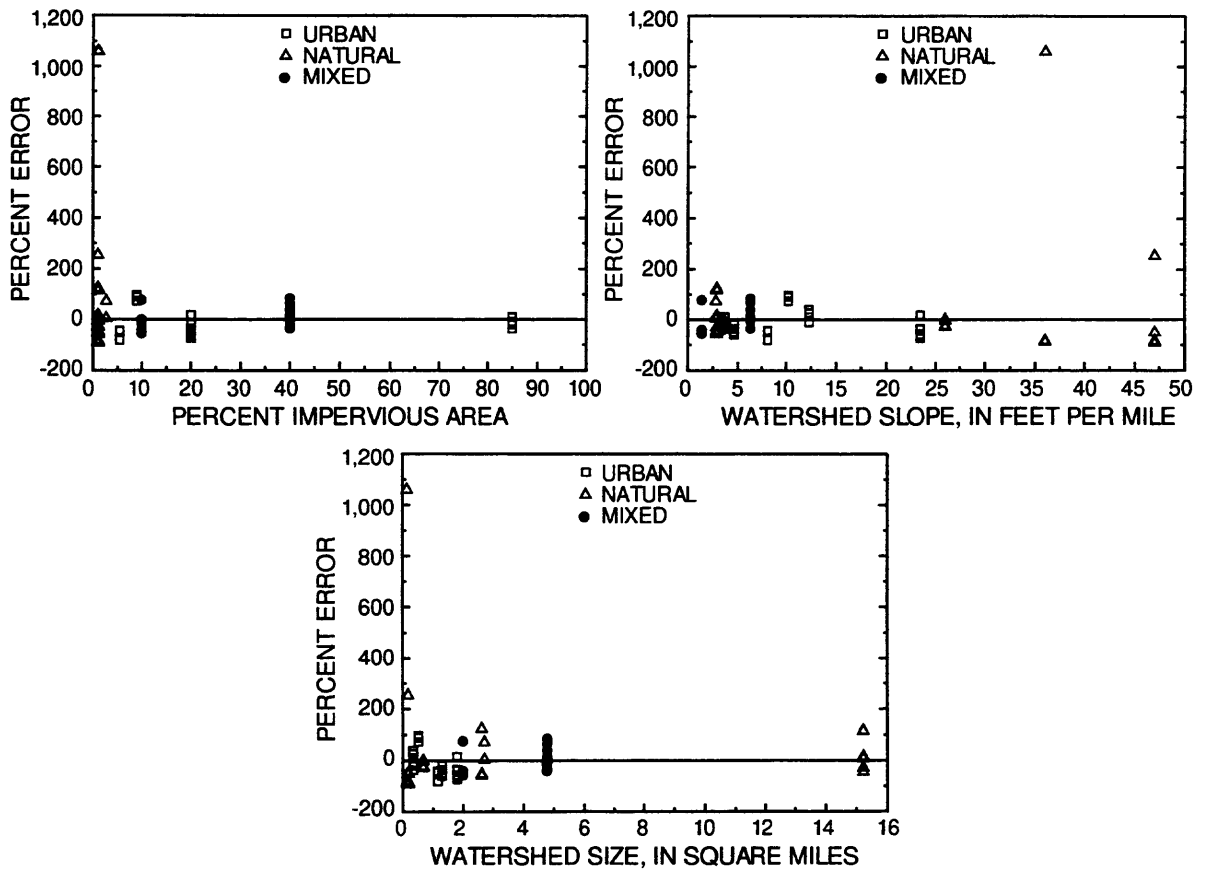 PERCENT ERROR
1,200
1,000
800
600
400
200
0
-200
□ URBAN
△ NATURAL
● MIXED
0 10 20 30 40 50 60 70 80 90 100
PERCENT IMPERVIOUS AREA
PERCENT ERROR
1,200
1,000
800
600
400
200
0
-200
□ URBAN
△ NATURAL
● MIXED
0 5 10 15 20 25 30 35 40 45 50
WATERSHED SLOPE, IN FEET PER MILE
PERCENT ERROR
1,200
1,000
800
600
400
200
0
-200
□ URBAN
△ NATURAL
● MIXED
0 2 4 6 8 10 12 14 16
WATERSHED SIZE, IN SQUARE MILES